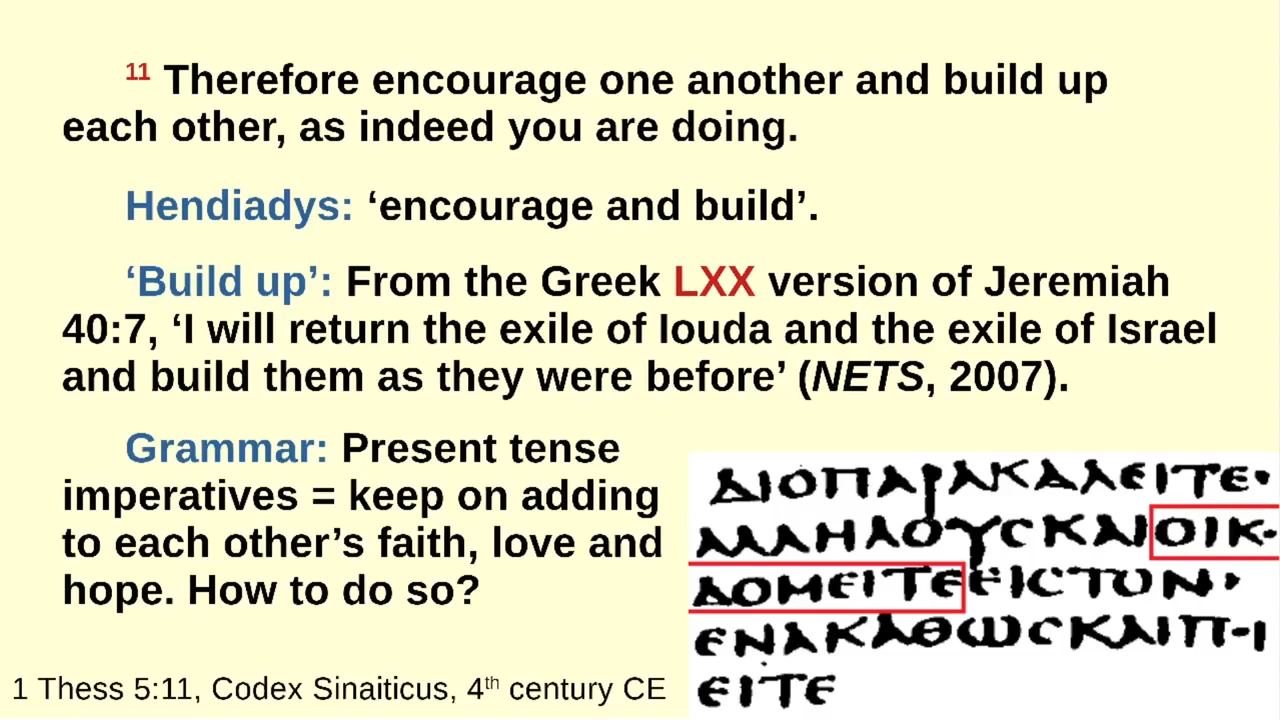 11 Therefore encourage one another and build up
each other, as indeed you are doing.
Hendiadys: ‘encourage and build’.
‘Build up’: From the Greek LXX version of Jeremiah
40:7, ‘I will return the exile of Iouda and the exile of Israel
and build them as they were before’ (NETS, 2007).
Grammar: Present tense
imperatives = keep on adding
to each other’s faith, love and
hope. How to do so?
1 Thess 5:11, Codex Sinaiticus, 4th century CE
ΔΙΟΠΑΡΑΚΑΛΕΙΤΕ·
ΑΛΛΗΛΟΥΣΚΑΙΟΙΚ·
ΔΟΜΕΙΤΕΕΙΣΤΟΝ·
ΕΝΑΚΑΘΩΣΚΑΙΠ-Ι
ΕΙΤΕ